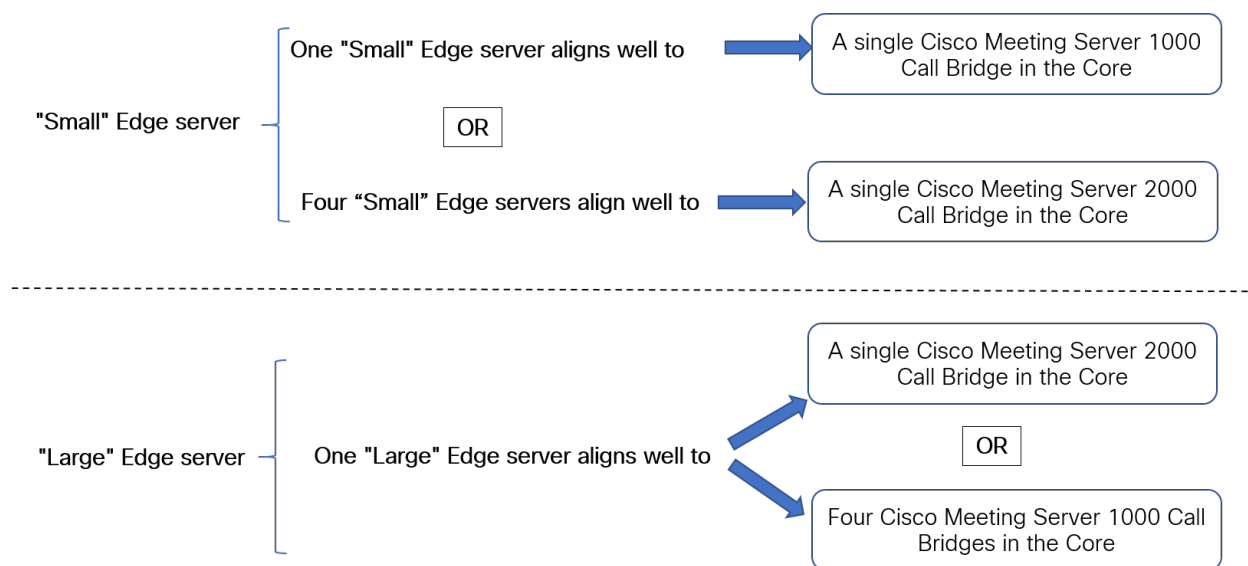 One "Small" Edge server aligns well to
A single Cisco Meeting Server 1000
Call Bridge in the Core
"Small" Edge server
OR
Four “Small” Edge servers align well to
A single Cisco Meeting Server 2000
Call Bridge in the Core
"Large" Edge server
One "Large" Edge server aligns well to
A single Cisco Meeting Server 2000
Call Bridge in the Core
OR
Four Cisco Meeting Server 1000 Call
Bridges in the Core